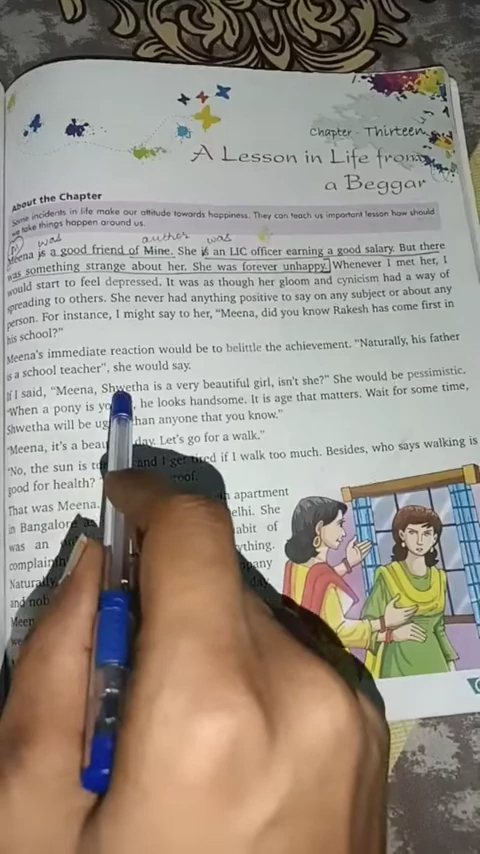 Chapter - Thirteen
A Lesson in Life from
a Beggar
About the Chapter
Some incidents in life make our attitude towards happiness. They can teach us important lesson how should
we take things happen around us.
was author was
Meena is a good friend of Mine. She is an LIC officer earning a good salary. But there
was something strange about her. She was forever unhappy. Whenever I met her, I
would start to feel depressed. It was as though her gloom and cynicism had a way of
spreading to others. She never had anything positive to say on any subject or about any
person. For instance, I might say to her, “Meena, did you know Rakesh has come first in
his school?”
Meena's immediate reaction would be to belittle the achievement. “Naturally, his father
is a school teacher”, she would say.
If I said, “Meena, Shwetha is a very beautiful girl, isn't she?” She would be pessimistic.
“When a pony is he looks handsome. It is age that matters. Wait for some time,
Shwetha will be than anyone that you know.”
“Meena, it's a day. Let's go for a walk.”
“No, the sun is and I get if I walk too much. Besides, who says walking is
good for health? proof.
That was Meena. apartment
in Bangalore
She
was an
complaining
Naturally
and
Meen